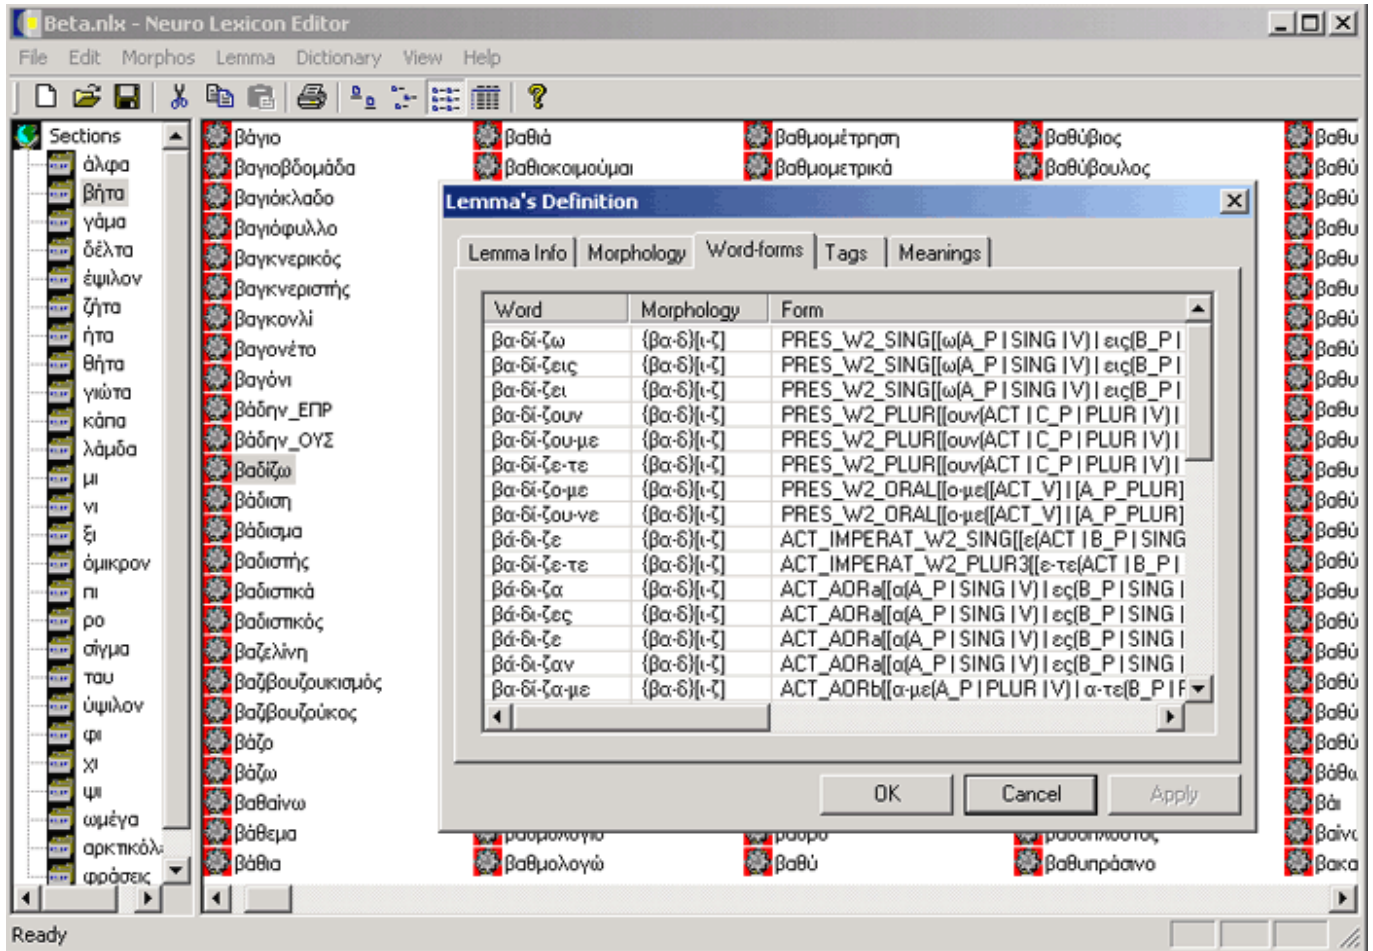 Beta.nlx - Neuro Lexicon Editor
File Edit Morphos Lemma Dictionary View Help
Sections
άλφα
βήτα
γάμα
δέλτα
έψιλον
ζήτα
ήτα
θήτα
γιώτα
κάπα
λάμδα
μι
νι
ξι
όμικρον
πι
ρο
σίγμα
ταυ
ύψιλον
φι
χι
ψι
ωμέγα
αρκτικόλ
φράσεις
βάγιο
βαγιοβδομάδα
βαγιόκλαδο
βαγιόφυλλο
βαγκνερικός
βαγκνεριστής
βαγκονλί
βαγονέτο
βαγόνι
βάδην_ΕΠΡ
βάδην_ΟΥΣ
βαδίζω
βάδιση
βάδισμα
βαδιστής
βαδιστικά
βαδιστικός
βαζελίνη
βαζιβουζουκισμός
βαζιβουζούκος
βάζο
βάζω
βαθαίνω
βάθεμα
βάθια
βαθιά
βαθιοκοιμούμαι
βαθμολογώ
βαθμομέτρηση
βαθμομετρικά
βαθύ
βαθύβιος
βαθύβουλος
βαθυπράσινο
Lemma's Definition
Lemma Info Morphology Word-forms Tags Meanings
Word Morphology Form
βα-δί-ζω {βα-δ}[ι-ζ] PRES_W2_SING[[ω(A_P | SING | V) | εις(B_P |
βα-δί-ζεις {βα-δ}[ι-ζ] PRES_W2_SING[[ω(A_P | SING | V) | εις(B_P |
βα-δί-ζει {βα-δ}[ι-ζ] PRES_W2_SING[[ω(A_P | SING | V) | εις(B_P |
βα-δί-ζουν {βα-δ}[ι-ζ] PRES_W2_PLUR[[ουν(ACT | C_P | PLUR | V) |
βα-δί-ζου-με {βα-δ}[ι-ζ] PRES_W2_PLUR[[ουν(ACT | C_P | PLUR | V) |
βα-δί-ζε-τε {βα-δ}[ι-ζ] PRES_W2_PLUR[[ουν(ACT | C_P | PLUR | V) |
βα-δί-ζο-με {βα-δ}[ι-ζ] PRES_W2_ORAL[[ο-με([ACT_V] | [A_P_PLUR]
βα-δί-ζου-νε {βα-δ}[ι-ζ] PRES_W2_ORAL[[ο-με([ACT_V] | [A_P_PLUR]
βά-δι-ζε {βα-δ}[ι-ζ] ACT_IMPERAT_W2_SING[[ε(ACT | B_P | SING
βα-δί-ζε-τε {βα-δ}[ι-ζ] ACT_IMPERAT_W2_PLUR3[[ε-τε(ACT | B_P |
βά-δι-ζα {βα-δ}[ι-ζ] ACT_AORa[[α(A_P | SING | V) | ες(B_P | SING |
βά-δι-ζες {βα-δ}[ι-ζ] ACT_AORa[[α(A_P | SING | V) | ες(B_P | SING |
βά-δι-ζε {βα-δ}[ι-ζ] ACT_AORa[[α(A_P | SING | V) | ες(B_P | SING |
βά-δι-ζαν {βα-δ}[ι-ζ] ACT_AORa[[α(A_P | SING | V) | ες(B_P | SING |
βα-δί-ζα-με {βα-δ}[ι-ζ] ACT_AORb[[α-με(A_P | PLUR | V) | α-τε(B_P |
OK Cancel Apply
Ready